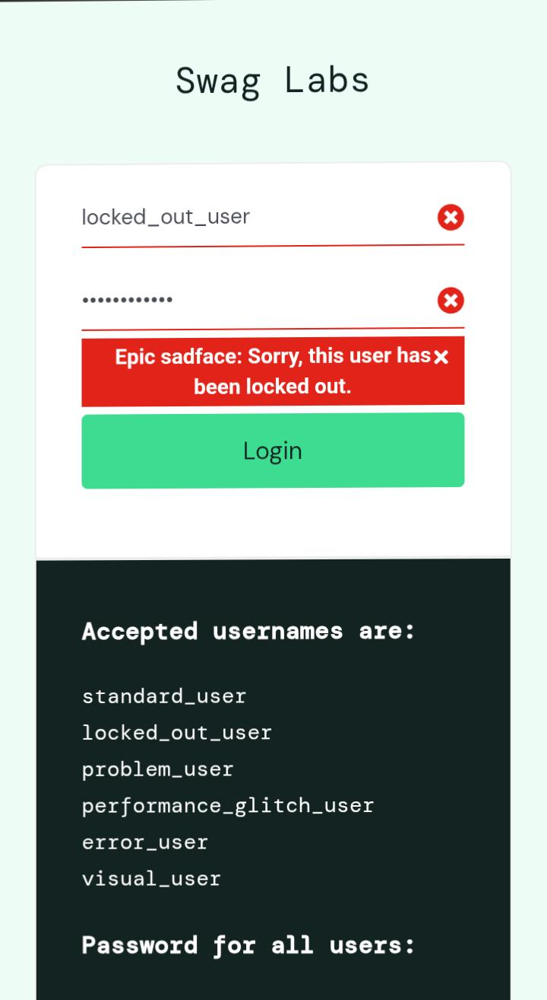 Swag Labs
locked_out_user
••••••••••••
Epic sadface: Sorry, this user has
been locked out.
Login
Accepted usernames are:
standard_user
locked_out_user
problem_user
performance_glitch_user
error_user
visual_user
Password for all users: